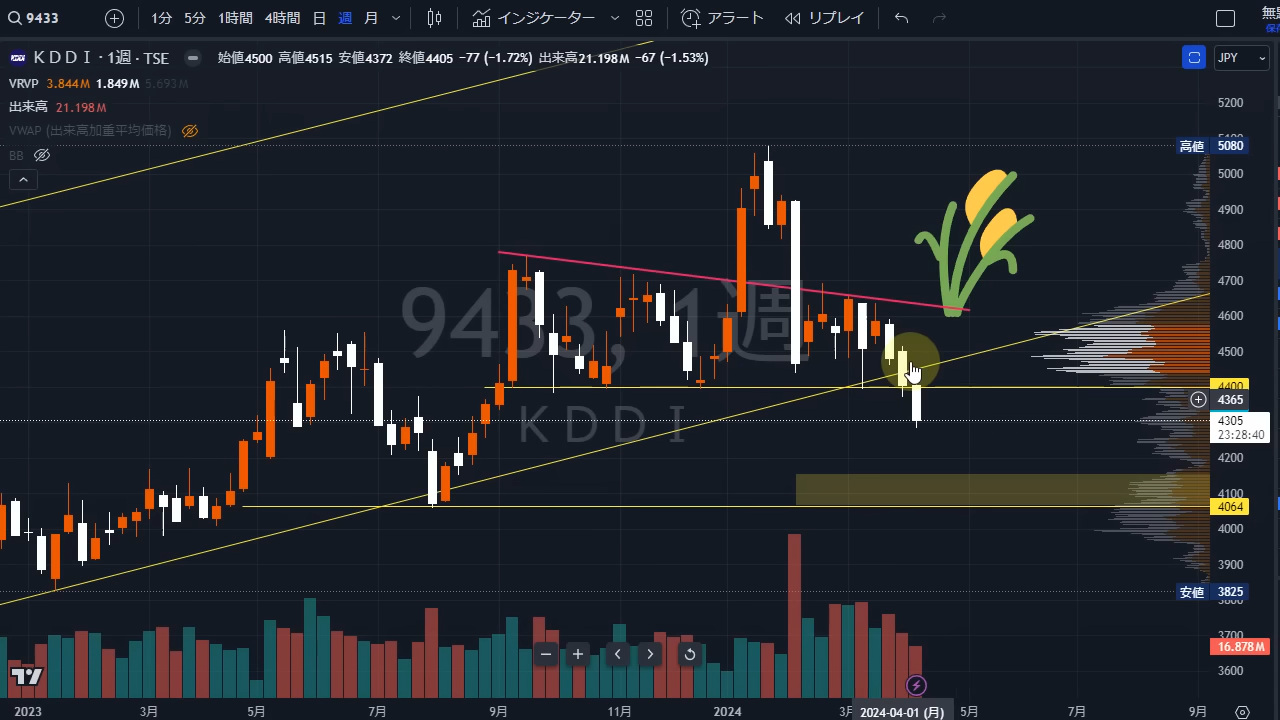 9433
1分 5分 1時間 4時間 日 週 月 インジケーター アラート リプレイ
KDDI KDDI・1週・TSE 始値4500 高値4515 安値4372 終値4405 −77 (−1.72%) 出来高21.198M −67 (−1.53%) JPY
VRVP 3.844M 1.849M 5.693M
出来高 21.198M
VWAP (出来高加重平均価格)
BB
9433, 1週
KDDI
5200
高値 5080
5000
4900
4800
4700
4600
4500
4400
4365
4305
23:28:40
4200
4100
4064
4000
3900
安値 3825
3700
16.878M
3600
2023 3月 5月 7月 9月 11月 2024 3月 2024-04-01 (月) 5月 7月 9月